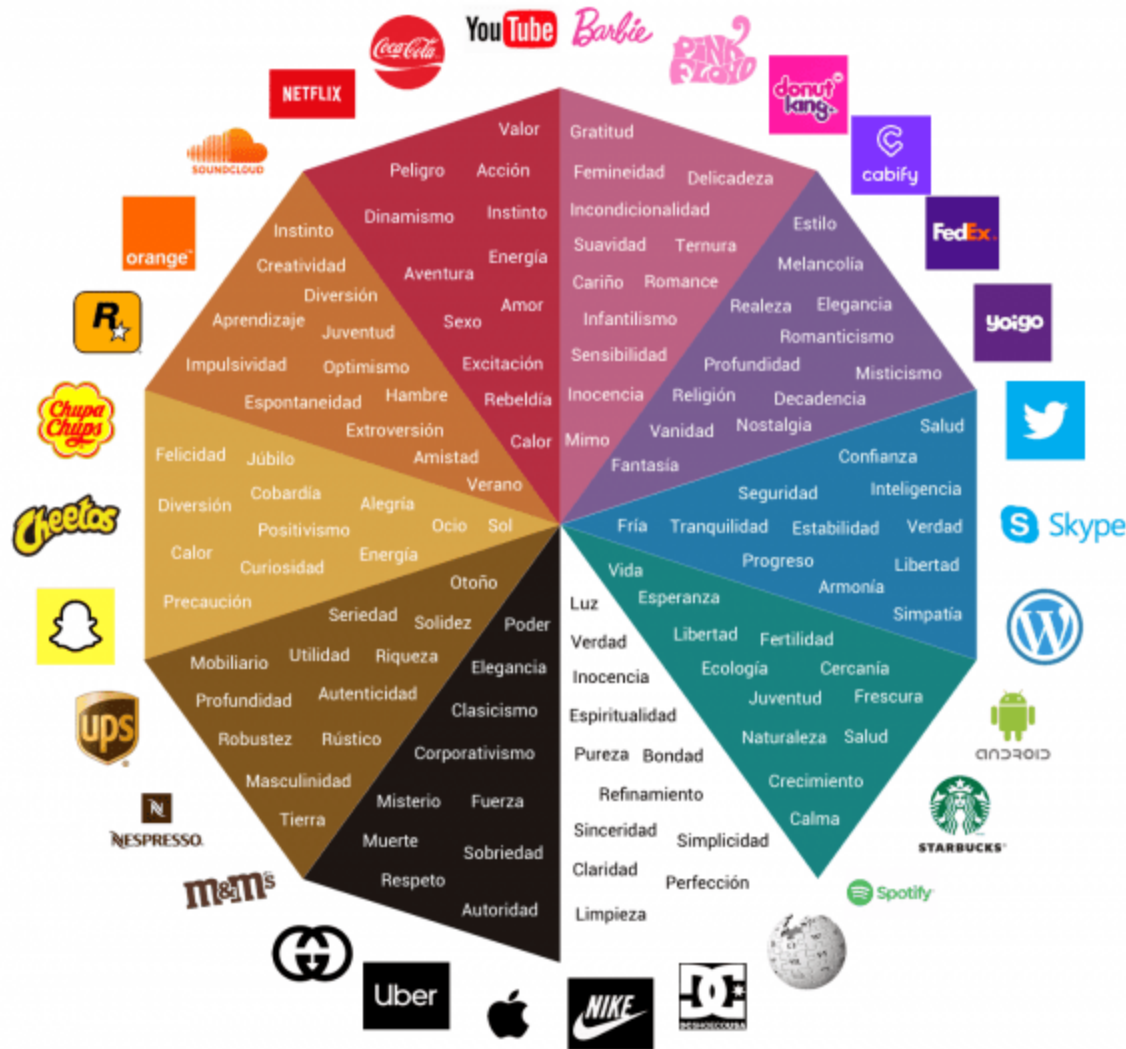 YouTube
Barbie
PINK FLOYD
donut king
cabify
FedEx
yoigo
Skype
ANDROID
STARBUCKS
Spotify
DCSHOECOUSA
NIKE
Uber
m&m's
NESPRESSO
ups
Cheetos
Chupa Chups
R
orange
SOUNDCLOUD
NETFLIX
Coca-Cola
Valor
Peligro
Acción
Dinamismo
Instinto
Energía
Aventura
Amor
Sexo
Excitación
Rebeldía
Calor
Gratitud
Femineidad
Delicadeza
Incondicionalidad
Suavidad
Ternura
Cariño
Romance
Infantilismo
Sensibilidad
Inocencia
Mimo
Estilo
Melancolía
Realeza
Elegancia
Romanticismo
Profundidad
Misticismo
Religión
Decadencia
Vanidad
Nostalgia
Fantasía
Salud
Confianza
Seguridad
Inteligencia
Fría
Tranquilidad
Estabilidad
Verdad
Progreso
Libertad
Armonía
Simpatía
Vida
Esperanza
Libertad
Fertilidad
Ecología
Cercanía
Juventud
Frescura
Naturaleza
Salud
Crecimiento
Calma
Luz
Verdad
Inocencia
Espiritualidad
Pureza
Bondad
Refinamiento
Sinceridad
Simplicidad
Claridad
Perfección
Limpieza
Poder
Elegancia
Clasicismo
Corporativismo
Misterio
Fuerza
Muerte
Sobriedad
Respeto
Autoridad
Otoño
Seriedad
Solidez
Mobiliario
Utilidad
Riqueza
Profundidad
Autenticidad
Robustez
Rústico
Masculinidad
Tierra
Felicidad
Júbilo
Diversión
Cobardía
Alegría
Positivismo
Ocio
Sol
Calor
Curiosidad
Energía
Precaución
Instinto
Creatividad
Diversión
Aprendizaje
Juventud
Impulsividad
Optimismo
Espontaneidad
Hambre
Extroversión
Amistad
Verano